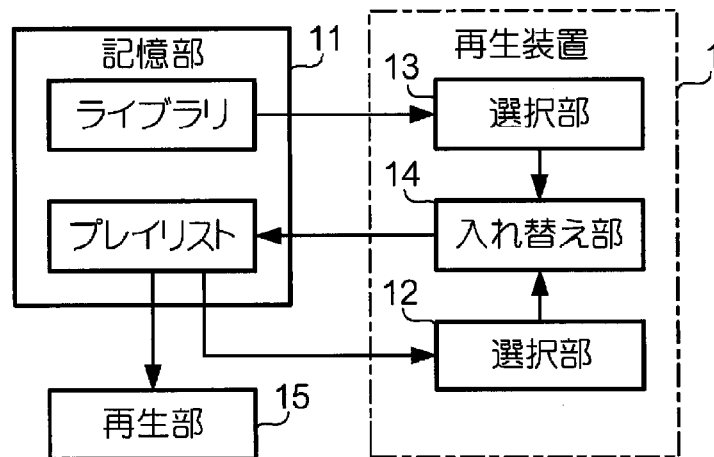 記憶部
11
ライブラリ
プレイリスト
再生部
15
再生装置
1
13
選択部
14
入れ替え部
12
選択部